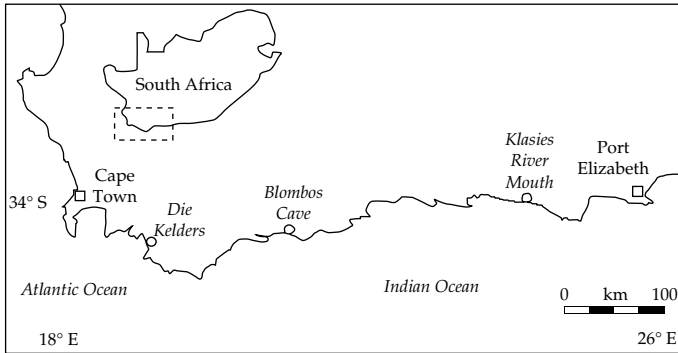 South Africa
Klasies
River
Mouth
Port
Elizabeth
Cape
Town
34° S
Die
Kelders
Blombos
Cave
Atlantic Ocean
Indian Ocean
0 km 100
18° E
26° E